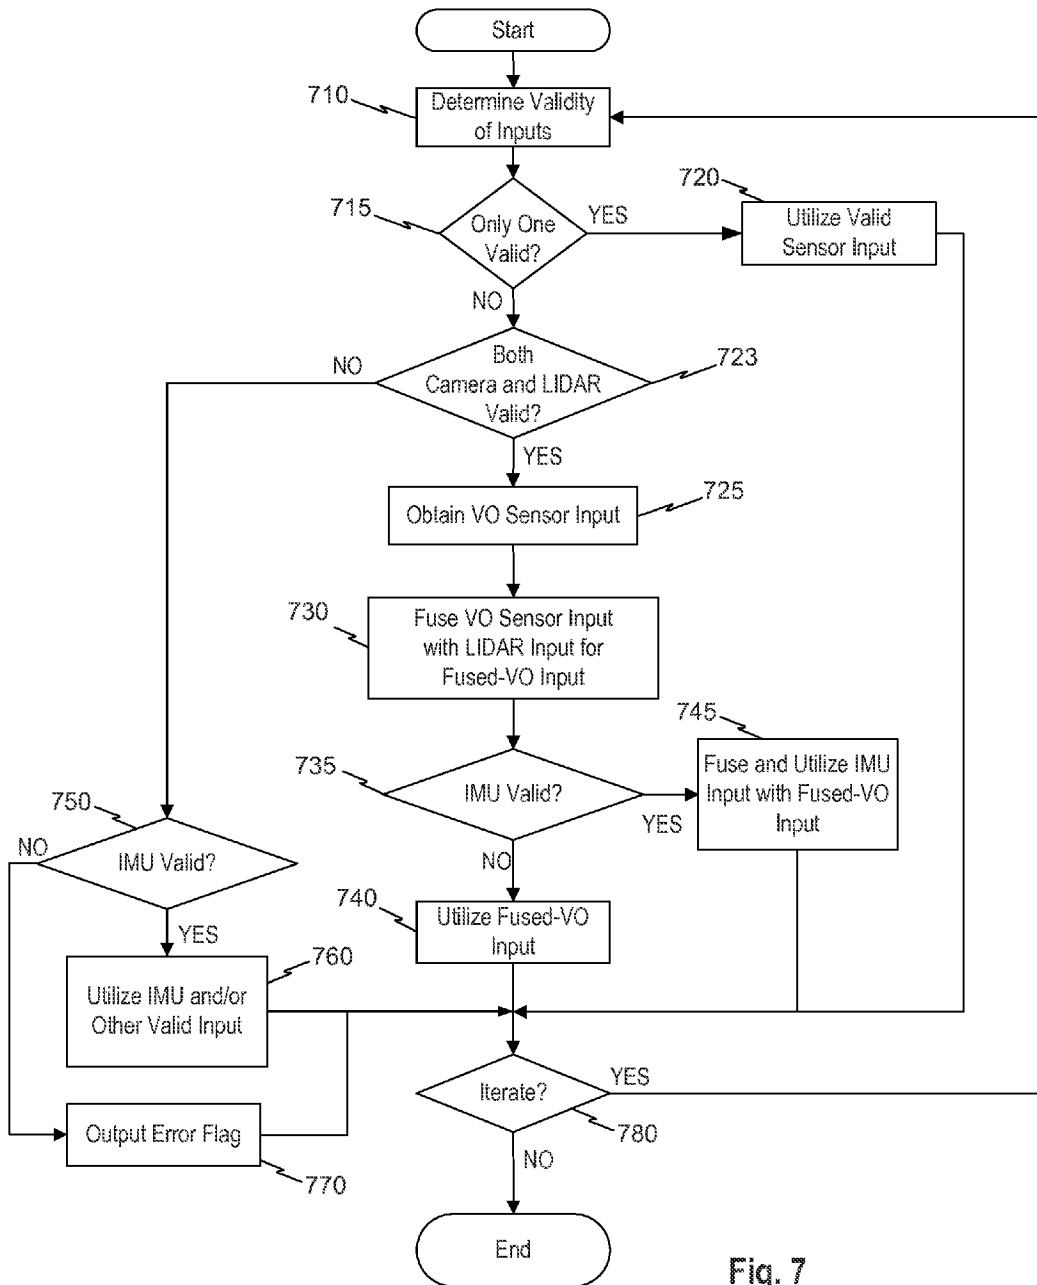 Start
710
Determine Validity
of Inputs
715
Only One
Valid?
YES
720
Utilize Valid
Sensor Input
NO
NO
Both
Camera and LIDAR
Valid?
723
YES
Obtain VO Sensor Input
725
730
Fuse VO Sensor Input
with LIDAR Input for
Fused-VO Input
745
Fuse and Utilize IMU
Input with Fused-VO
Input
735
IMU Valid?
YES
750
NO
IMU Valid?
NO
740
Utilize Fused-VO
Input
YES
760
Utilize IMU and/or
Other Valid Input
Iterate?
YES
780
Output Error Flag
770
NO
End
Fig. 7